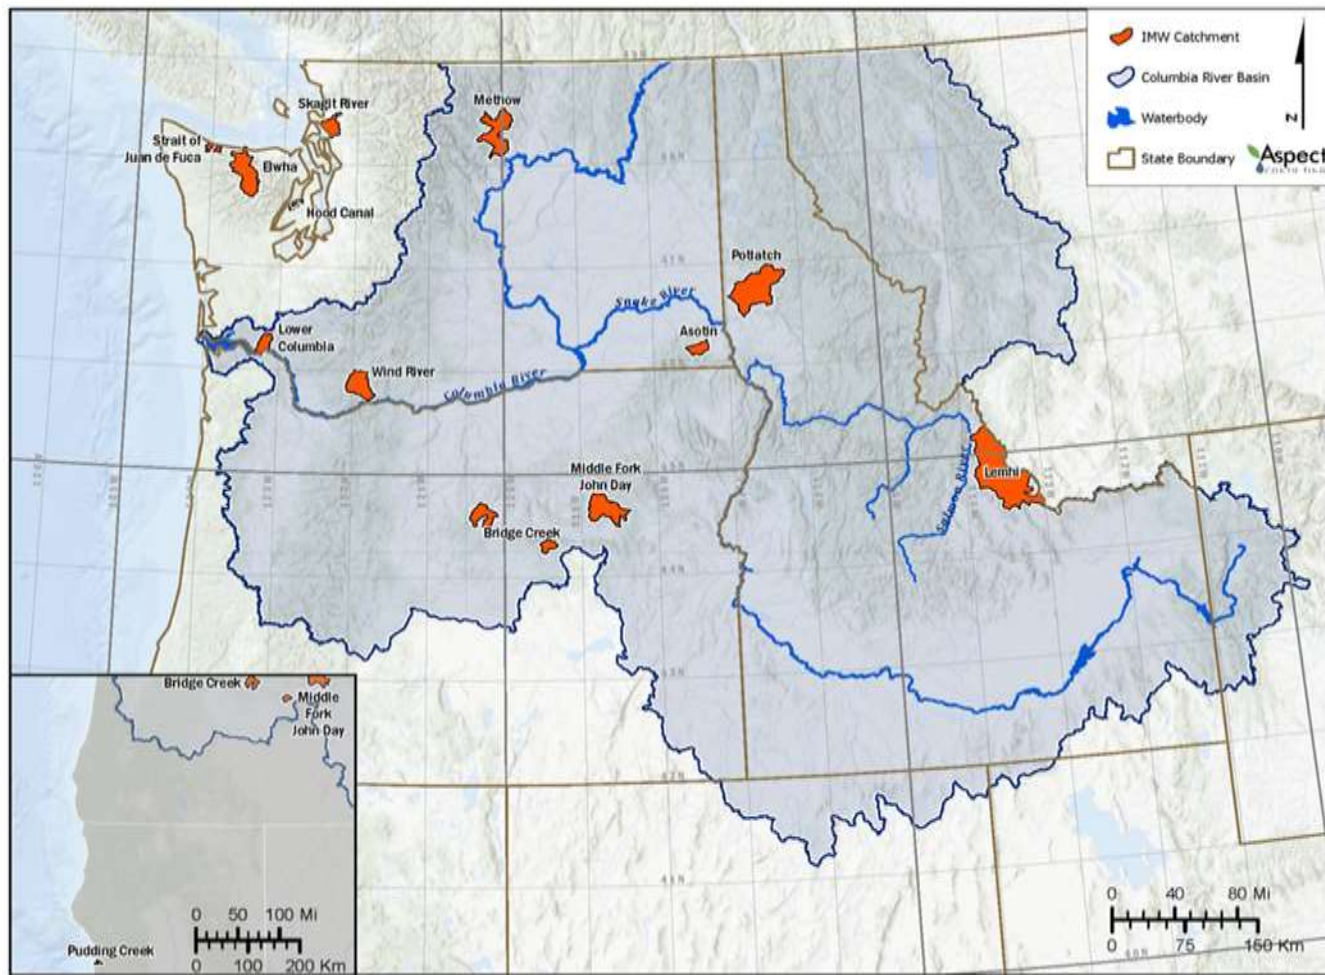 IMW Catchment
Columbia River Basin
Waterbody
State Boundary
N
Aspect
Skagit River
Methow
Strait of
Juan de Fuca
Elwha
Hood Canal
Potlatch
Snake River
Asotin
Lower
Columbia
Wind River
Columbia River
Middle Fork
John Day
Bridge Creek
Lemhi
Salmon River
Bridge Creek
Middle
Fork
John Day
0 50 100 Mi
0 100 200 Km
Pudding Creek
0 40 80 Mi
0 75 150 Km